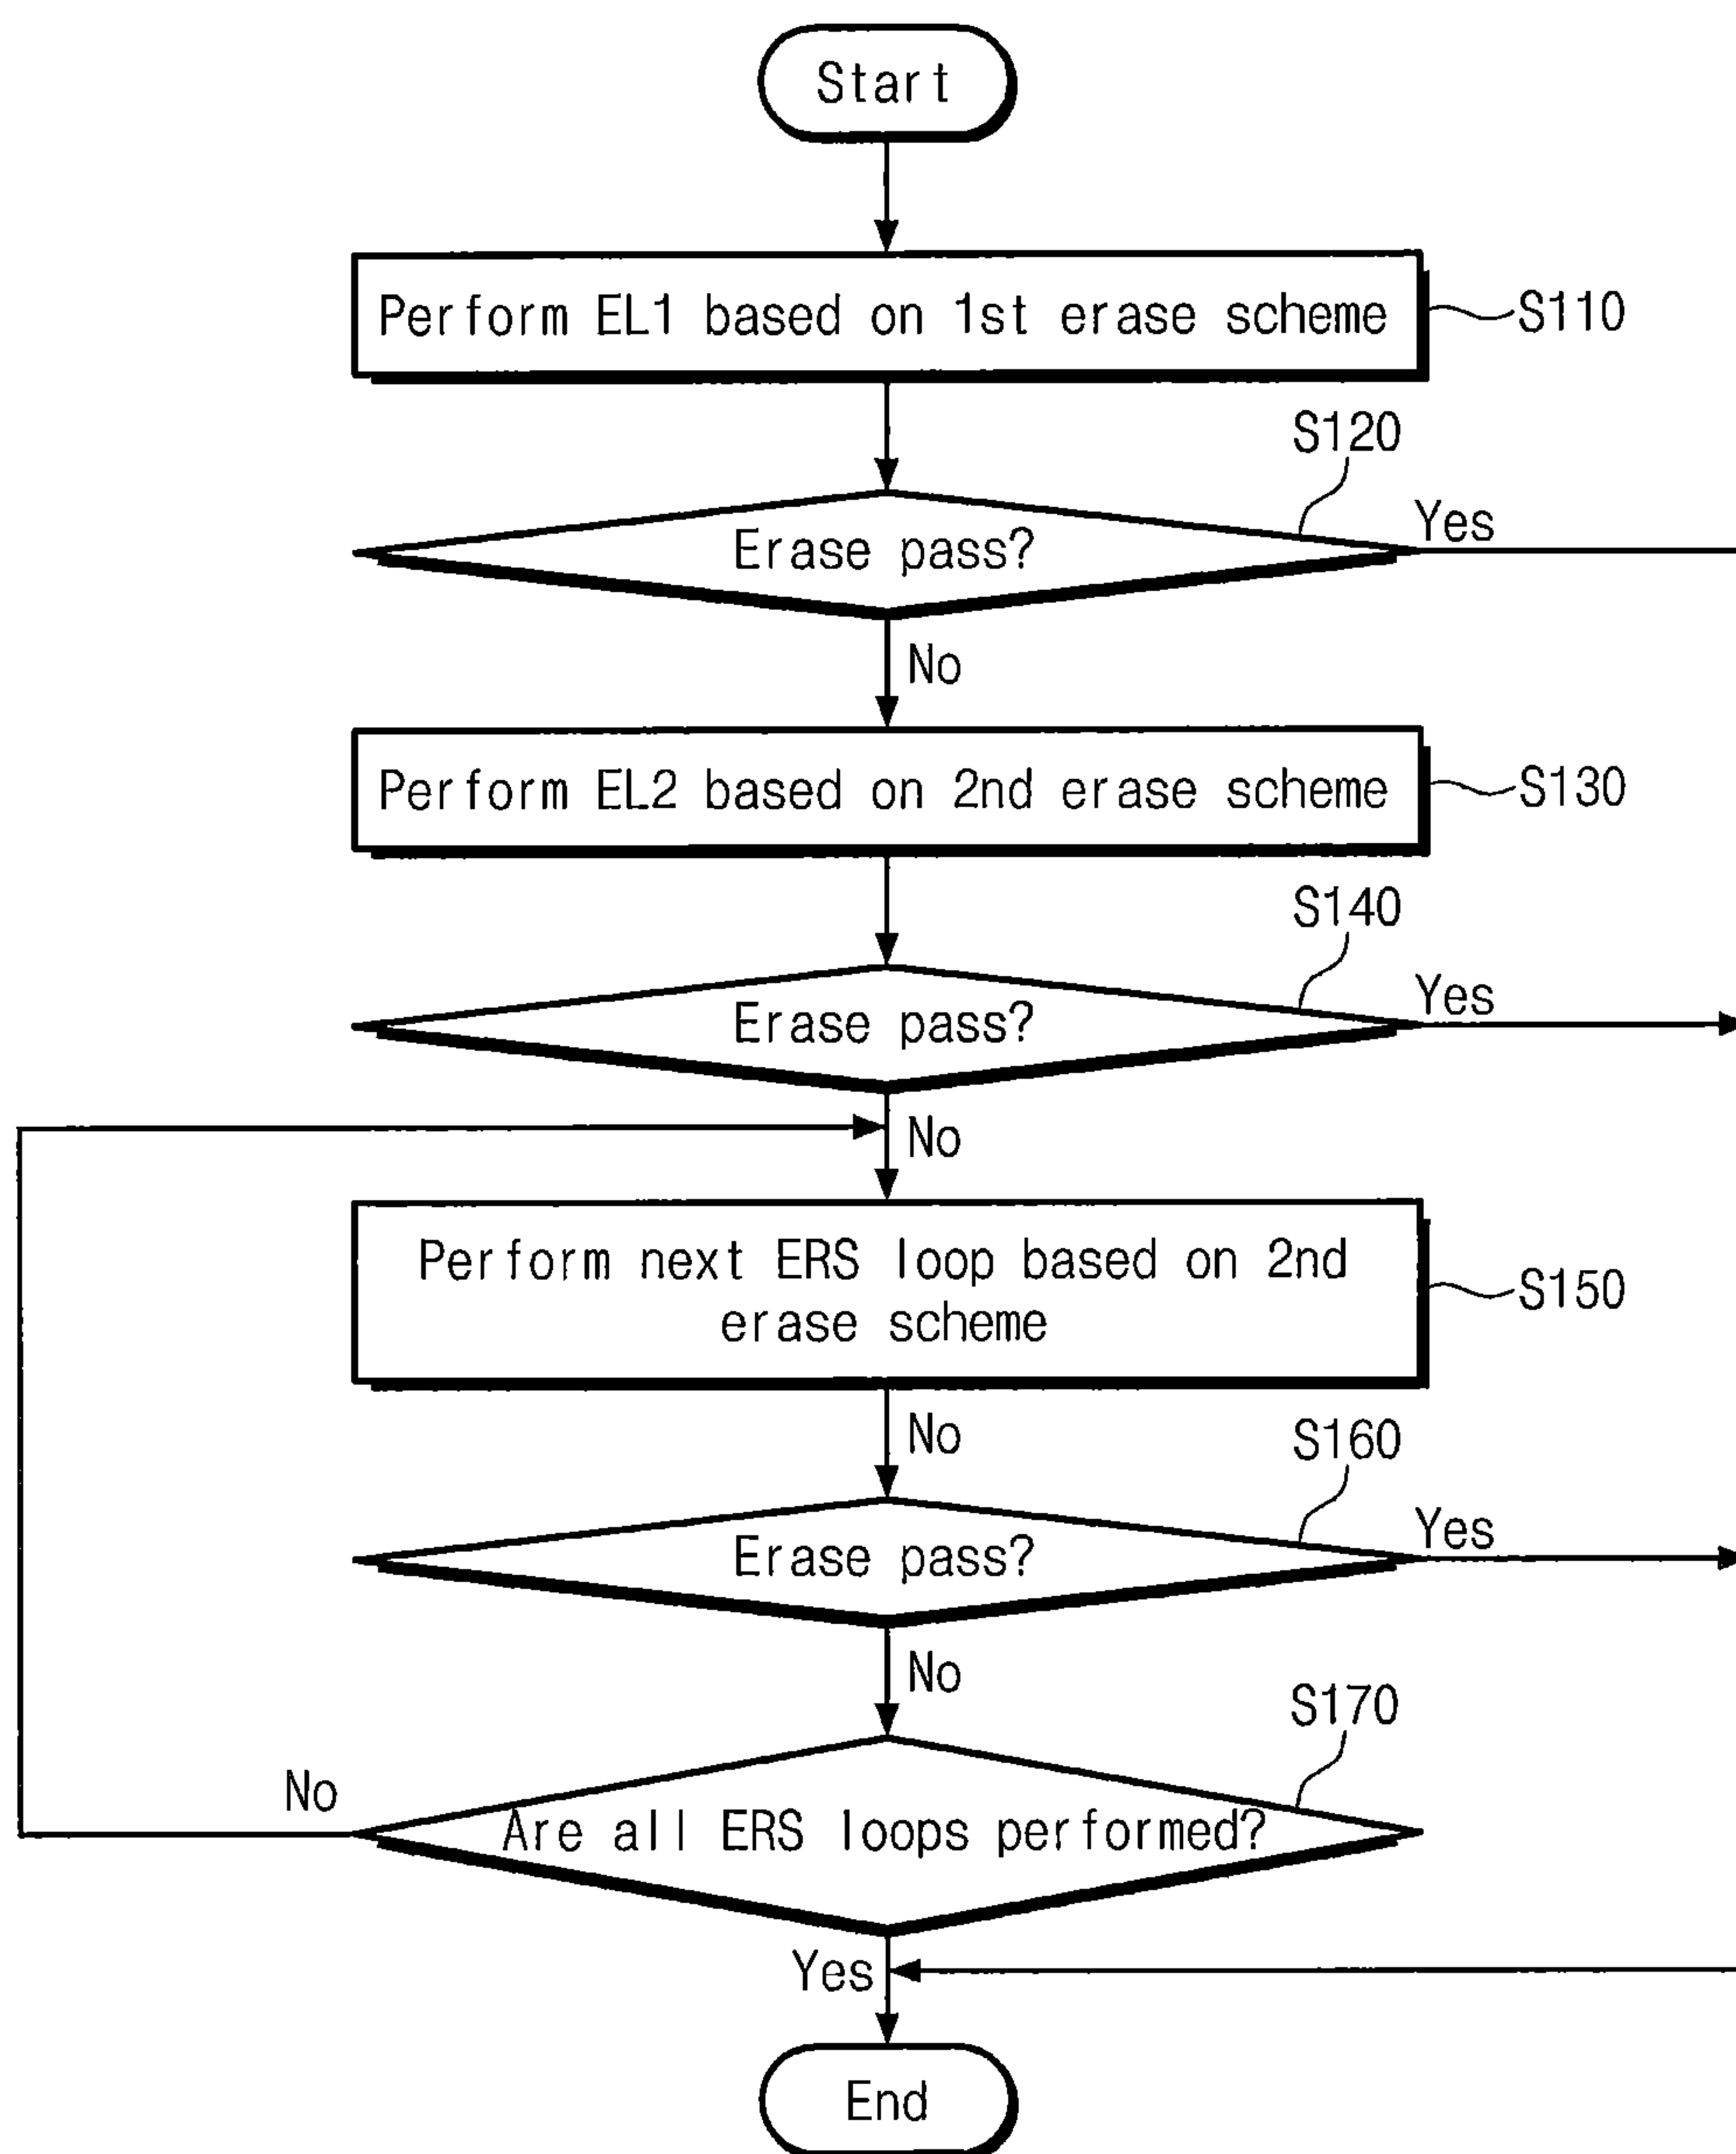 Start
Perform EL1 based on 1st erase scheme
S110
S120
Erase pass?
Yes
No
Perform EL2 based on 2nd erase scheme
S130
S140
Erase pass?
Yes
No
Perform next ERS loop based on 2nd
erase scheme
S150
No
S160
Erase pass?
Yes
No
S170
No
Are all ERS loops performed?
Yes
End